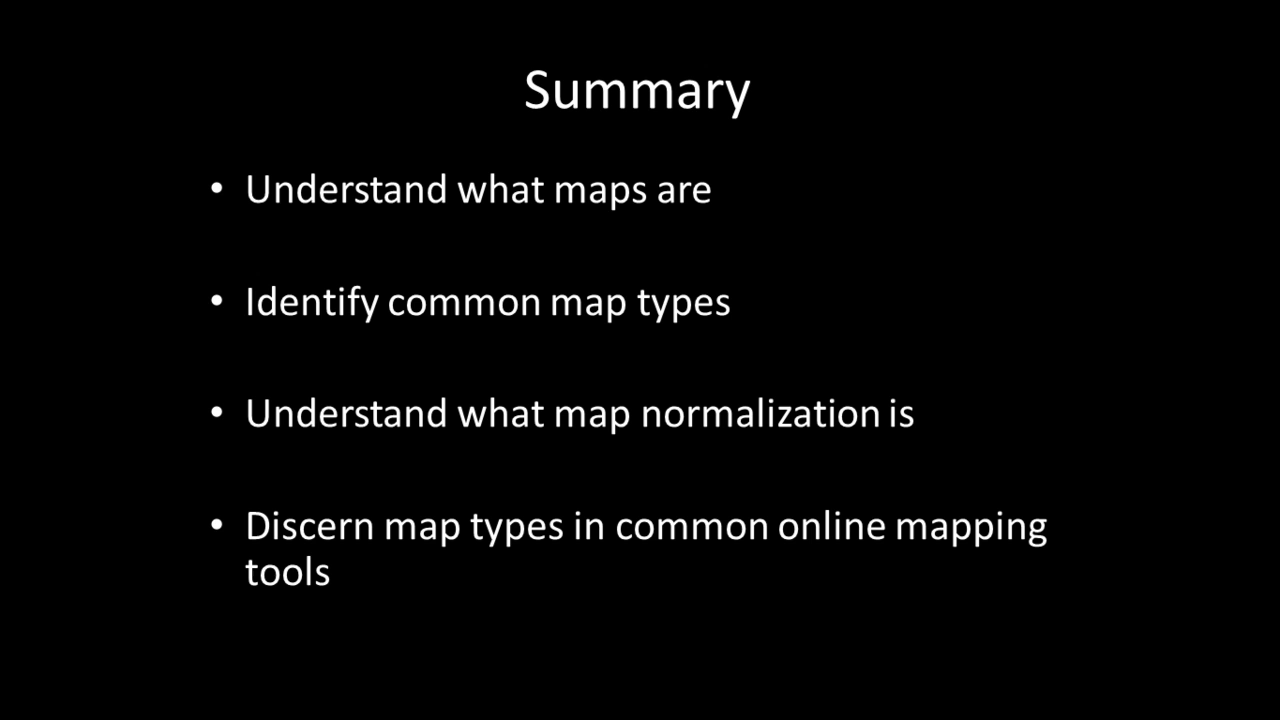 Summary
• Understand what maps are
• Identify common map types
• Understand what map normalization is
• Discern map types in common online mapping
tools